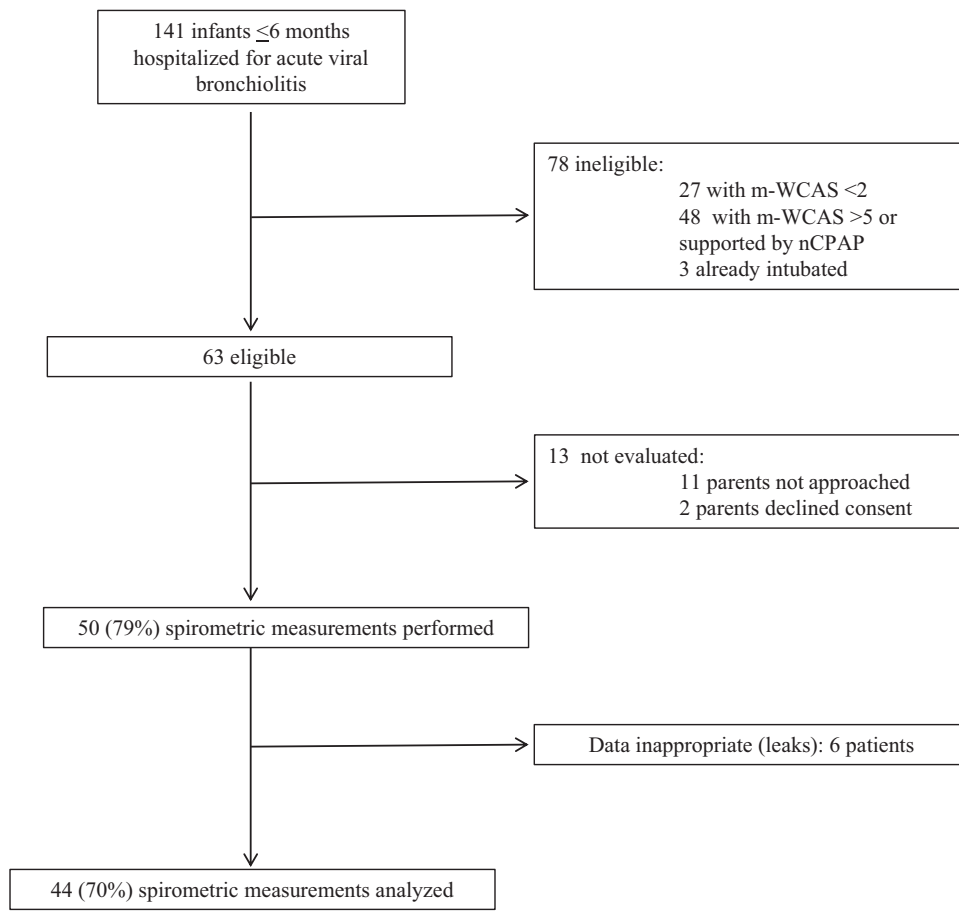 141 infants ≤6 months
hospitalized for acute viral
bronchiolitis
78 ineligible:
27 with m-WCAS <2
48 with m-WCAS >5 or
supported by nCPAP
3 already intubated
63 eligible
13 not evaluated:
11 parents not approached
2 parents declined consent
50 (79%) spirometric measurements performed
Data inappropriate (leaks): 6 patients
44 (70%) spirometric measurements analyzed